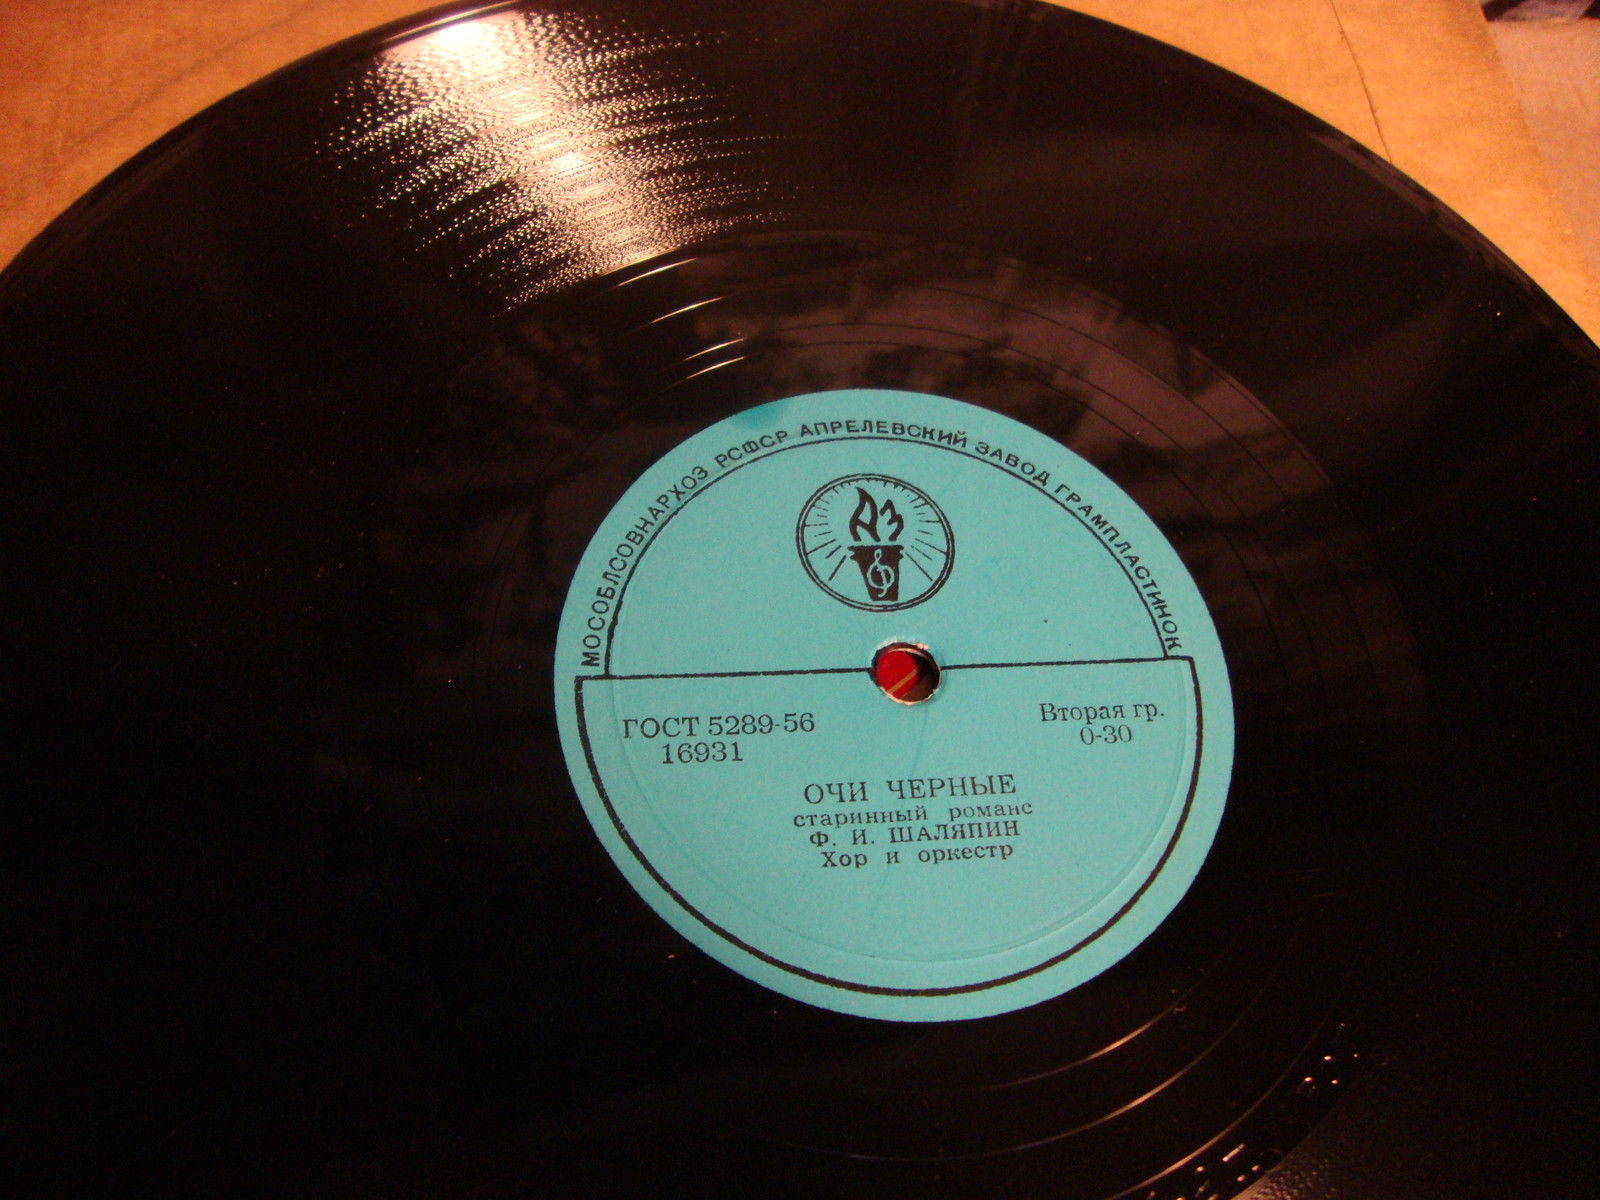 МОСОБЛСОВНАРХОЗ РСФСР АПРЕЛЕВСКИЙ ЗАВОД ГРАМПЛАСТИНОК
АЗ
ГОСТ 5289-56
16931
Вторая гр.
0-30
ОЧИ ЧЕРНЫЕ
старинный романс
Ф. И. ШАЛЯПИН
Хор и оркестр